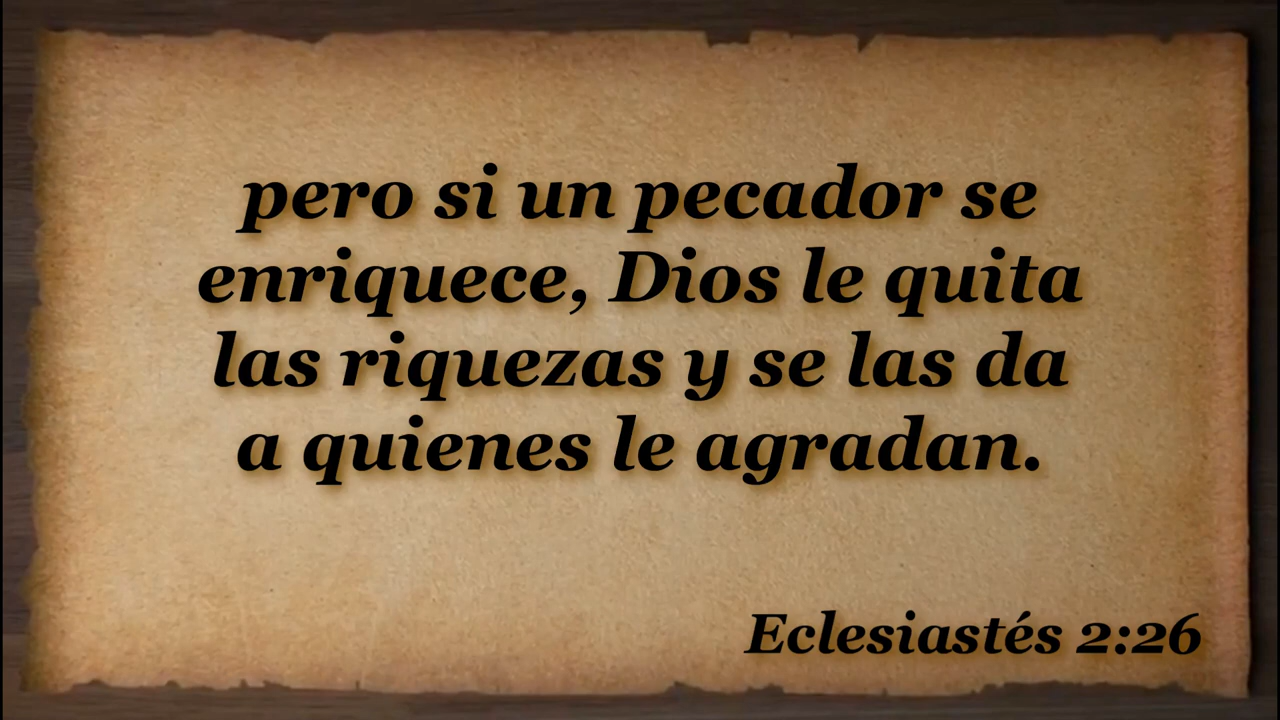 pero si un pecador se
enriquece, Dios le quita
las riquezas y se las da
a quienes le agradan.
Eclesiastés 2:26